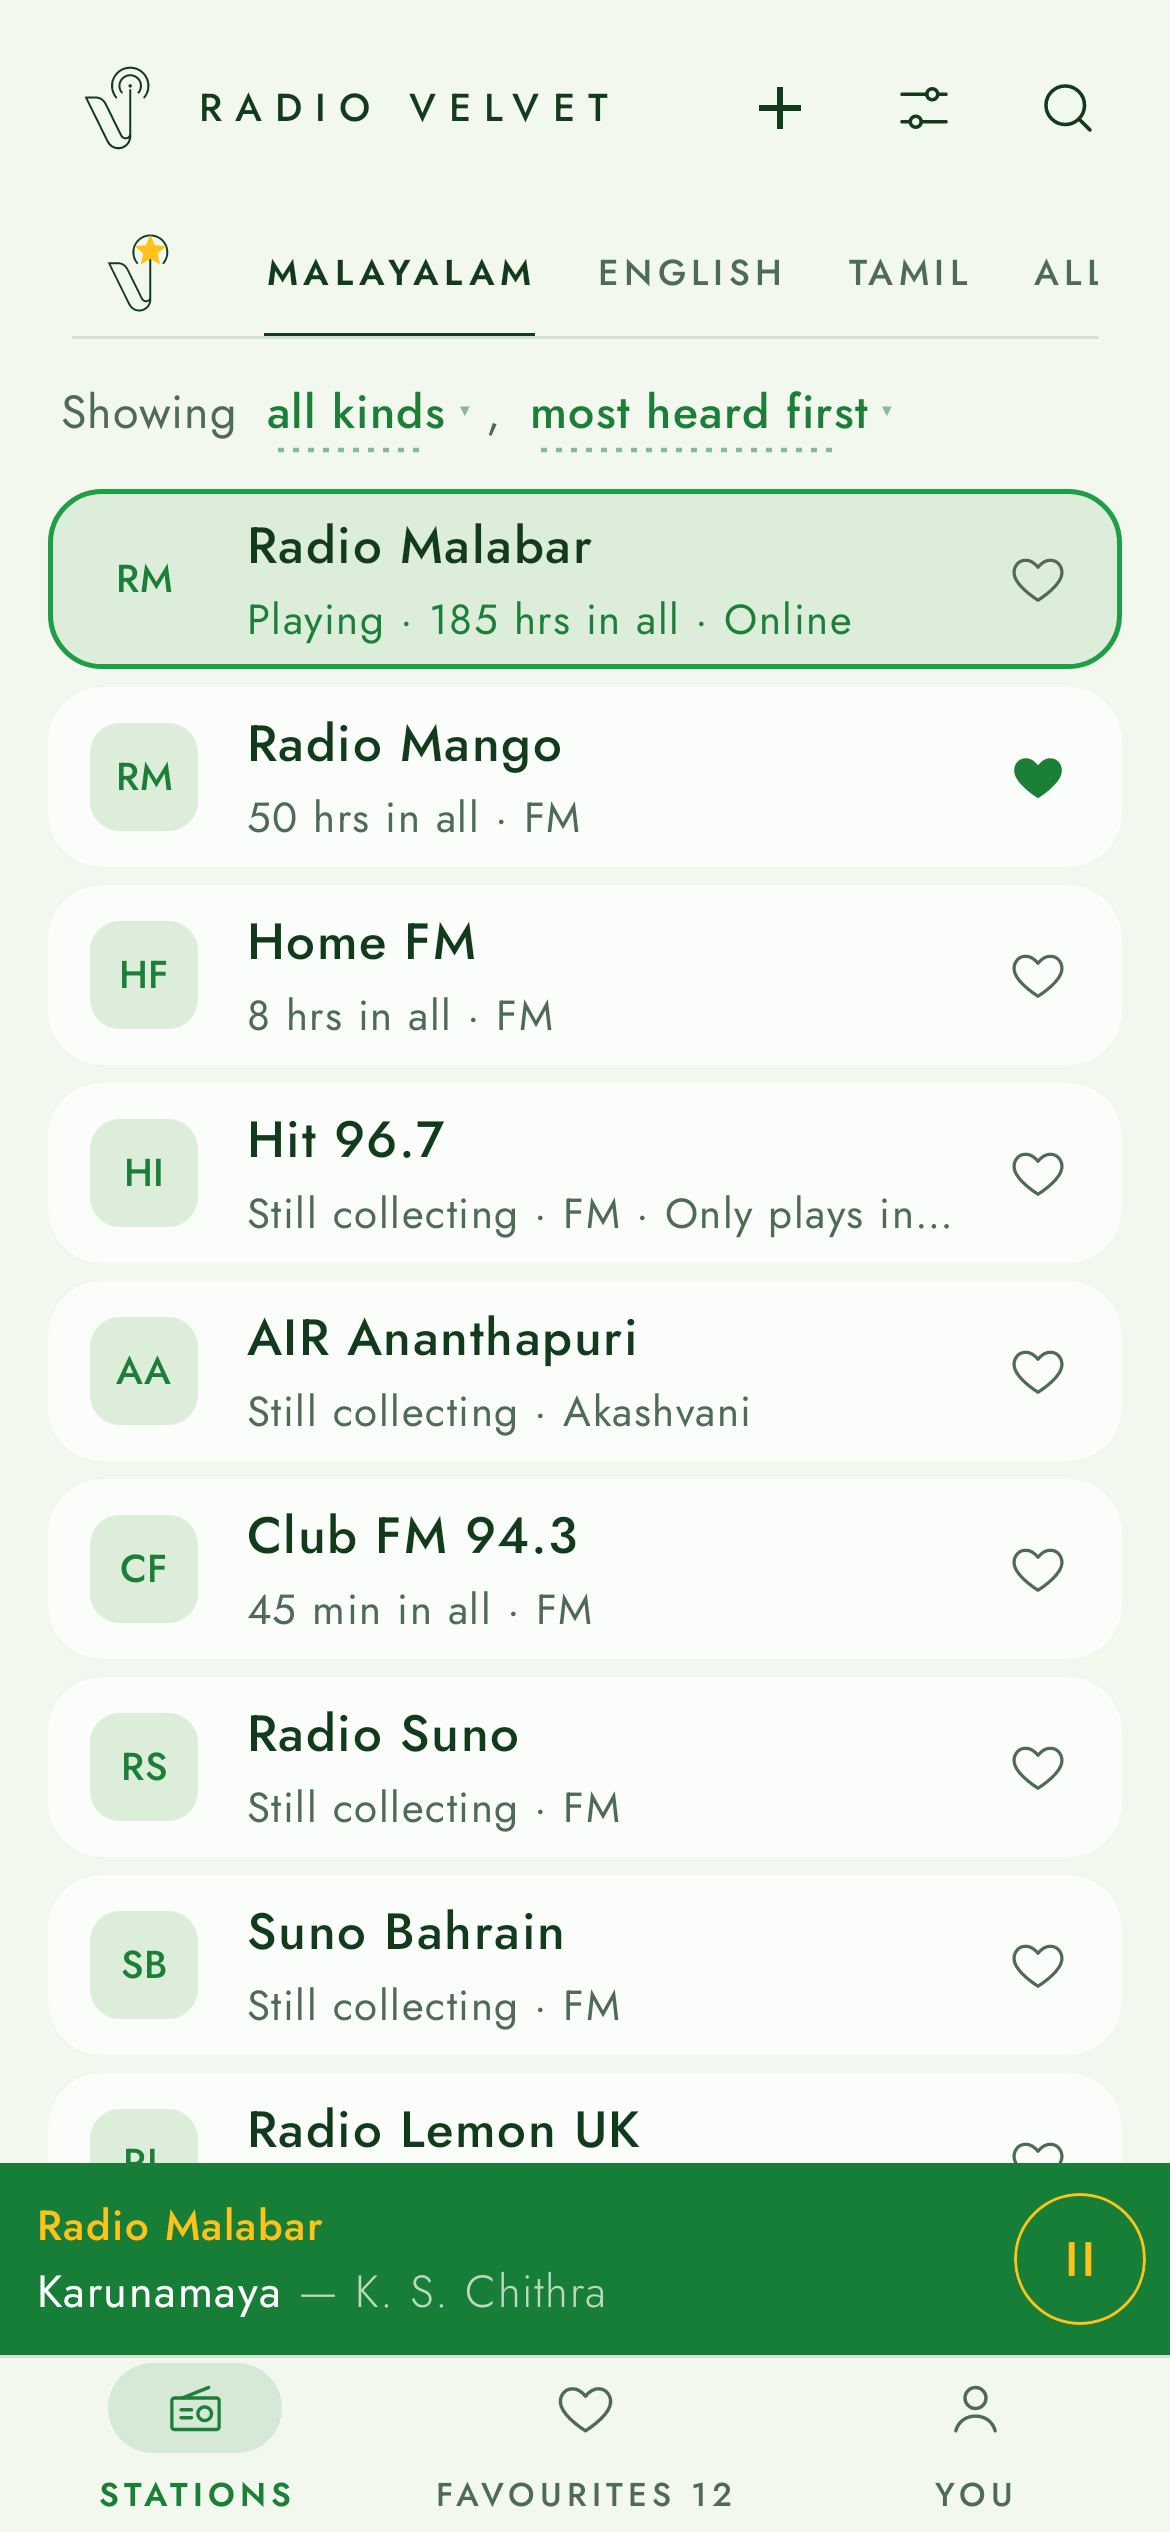 RADIO VELVET
MALAYALAM ENGLISH TAMIL ALL
Showing all kinds ▾ , most heard first ▾
RM
Radio Malabar
Playing · 185 hrs in all · Online
RM
Radio Mango
50 hrs in all · FM
HF
Home FM
8 hrs in all · FM
HI
Hit 96.7
Still collecting · FM · Only plays in...
AA
AIR Ananthapuri
Still collecting · Akashvani
CF
Club FM 94.3
45 min in all · FM
RS
Radio Suno
Still collecting · FM
SB
Suno Bahrain
Still collecting · FM
Radio Lemon UK
Radio Malabar
Karunamaya — K. S. Chithra
STATIONS FAVOURITES 12 YOU